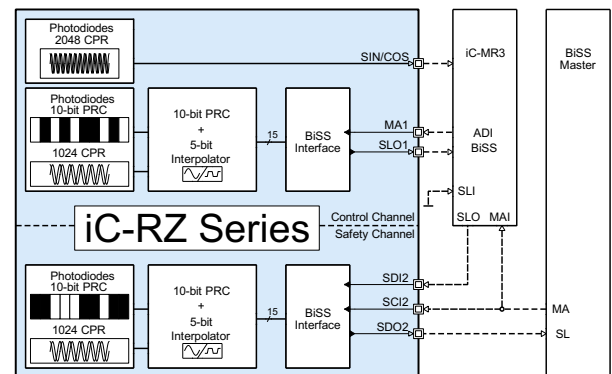 Photodiodes
2048 CPR
SIN/COS
iC-MR3
BiSS
Master
Photodiodes
10-bit PRC
1024 CPR
10-bit PRC
+
5-bit
Interpolator
15
BiSS
Interface
MA1
SLO1
ADI
BiSS
SLI
SLO MAI
iC-RZ Series
Control Channel
Safety Channel
Photodiodes
10-bit PRC
1024 CPR
10-bit PRC
+
5-bit
Interpolator
15
BiSS
Interface
SDI2
SCI2
SDO2
MA
SL